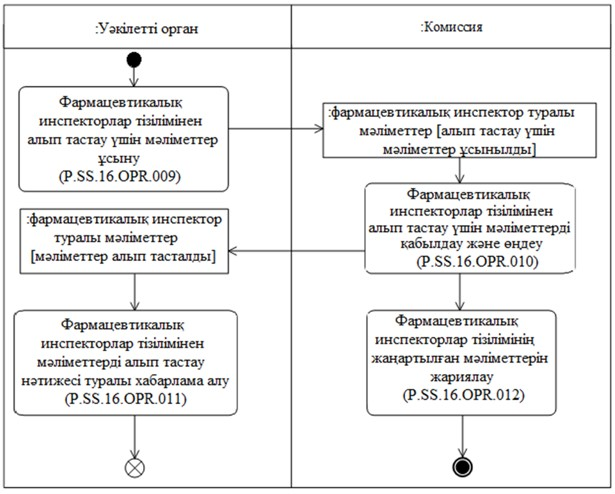 :Уәкілетті орган
:Комиссия
Фармацевтикалық
инспекторлар тізілімінен
алып тастау үшін мәліметтер
ұсыну
(P.SS.16.OPR.009)
:фармацевтикалық инспектор туралы
мәліметтер [алып тастау үшін
мәліметтер ұсынылды]
Фармацевтикалық
инспекторлар тізілімінен
алып тастау үшін мәліметтерді
қабылдау және өңдеу
(P.SS.16.OPR.010)
:фармацевтикалық инспектор
туралы мәліметтер
[мәліметтер алып тасталды]
Фармацевтикалық
инспекторлар тізілімінен
мәліметтерді алып тастау
нәтижесі туралы хабарлама алу
(P.SS.16.OPR.011)
Фармацевтикалық
инспекторлар тізілімінің
жаңартылған мәліметтерін
жариялау
(P.SS.16.OPR.012)